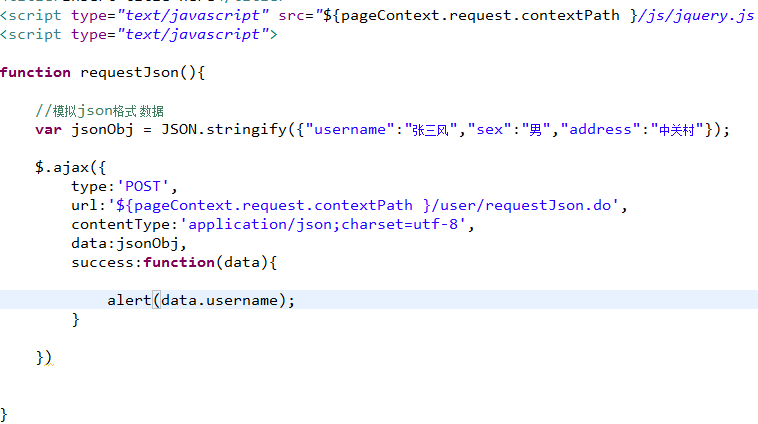 <script type="text/javascript" src="${pageContext.request.contextPath }/js/jquery.js
<script type="text/javascript">
function requestJson(){
//模拟json格式数据
var jsonObj = JSON.stringify({"username":"张三风","sex":"男","address":"中关村"});
$.ajax({
type:'POST',
url:'${pageContext.request.contextPath }/user/requestJson.do',
contentType:'application/json;charset=utf-8',
data:jsonObj,
success:function(data){
alert(data.username);
}
})
}